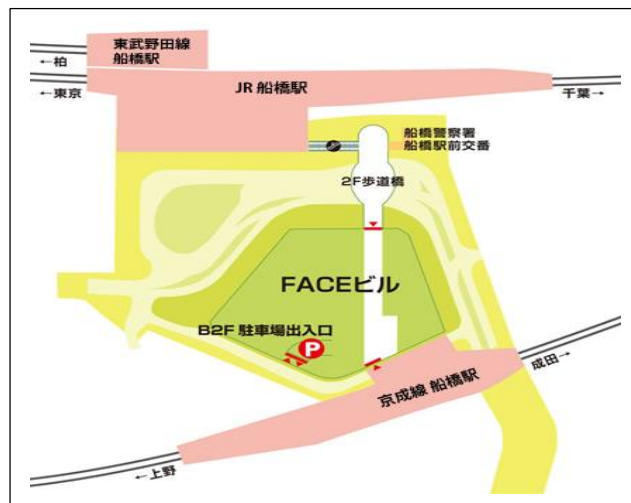 東武野田線
船橋駅
←柏
←東京
JR 船橋駅
千葉→
船橋警察署
船橋駅前交番
2F歩道橋
FACEビル
B2F 駐車場出入口
P
成田→
京成線 船橋駅
←上野